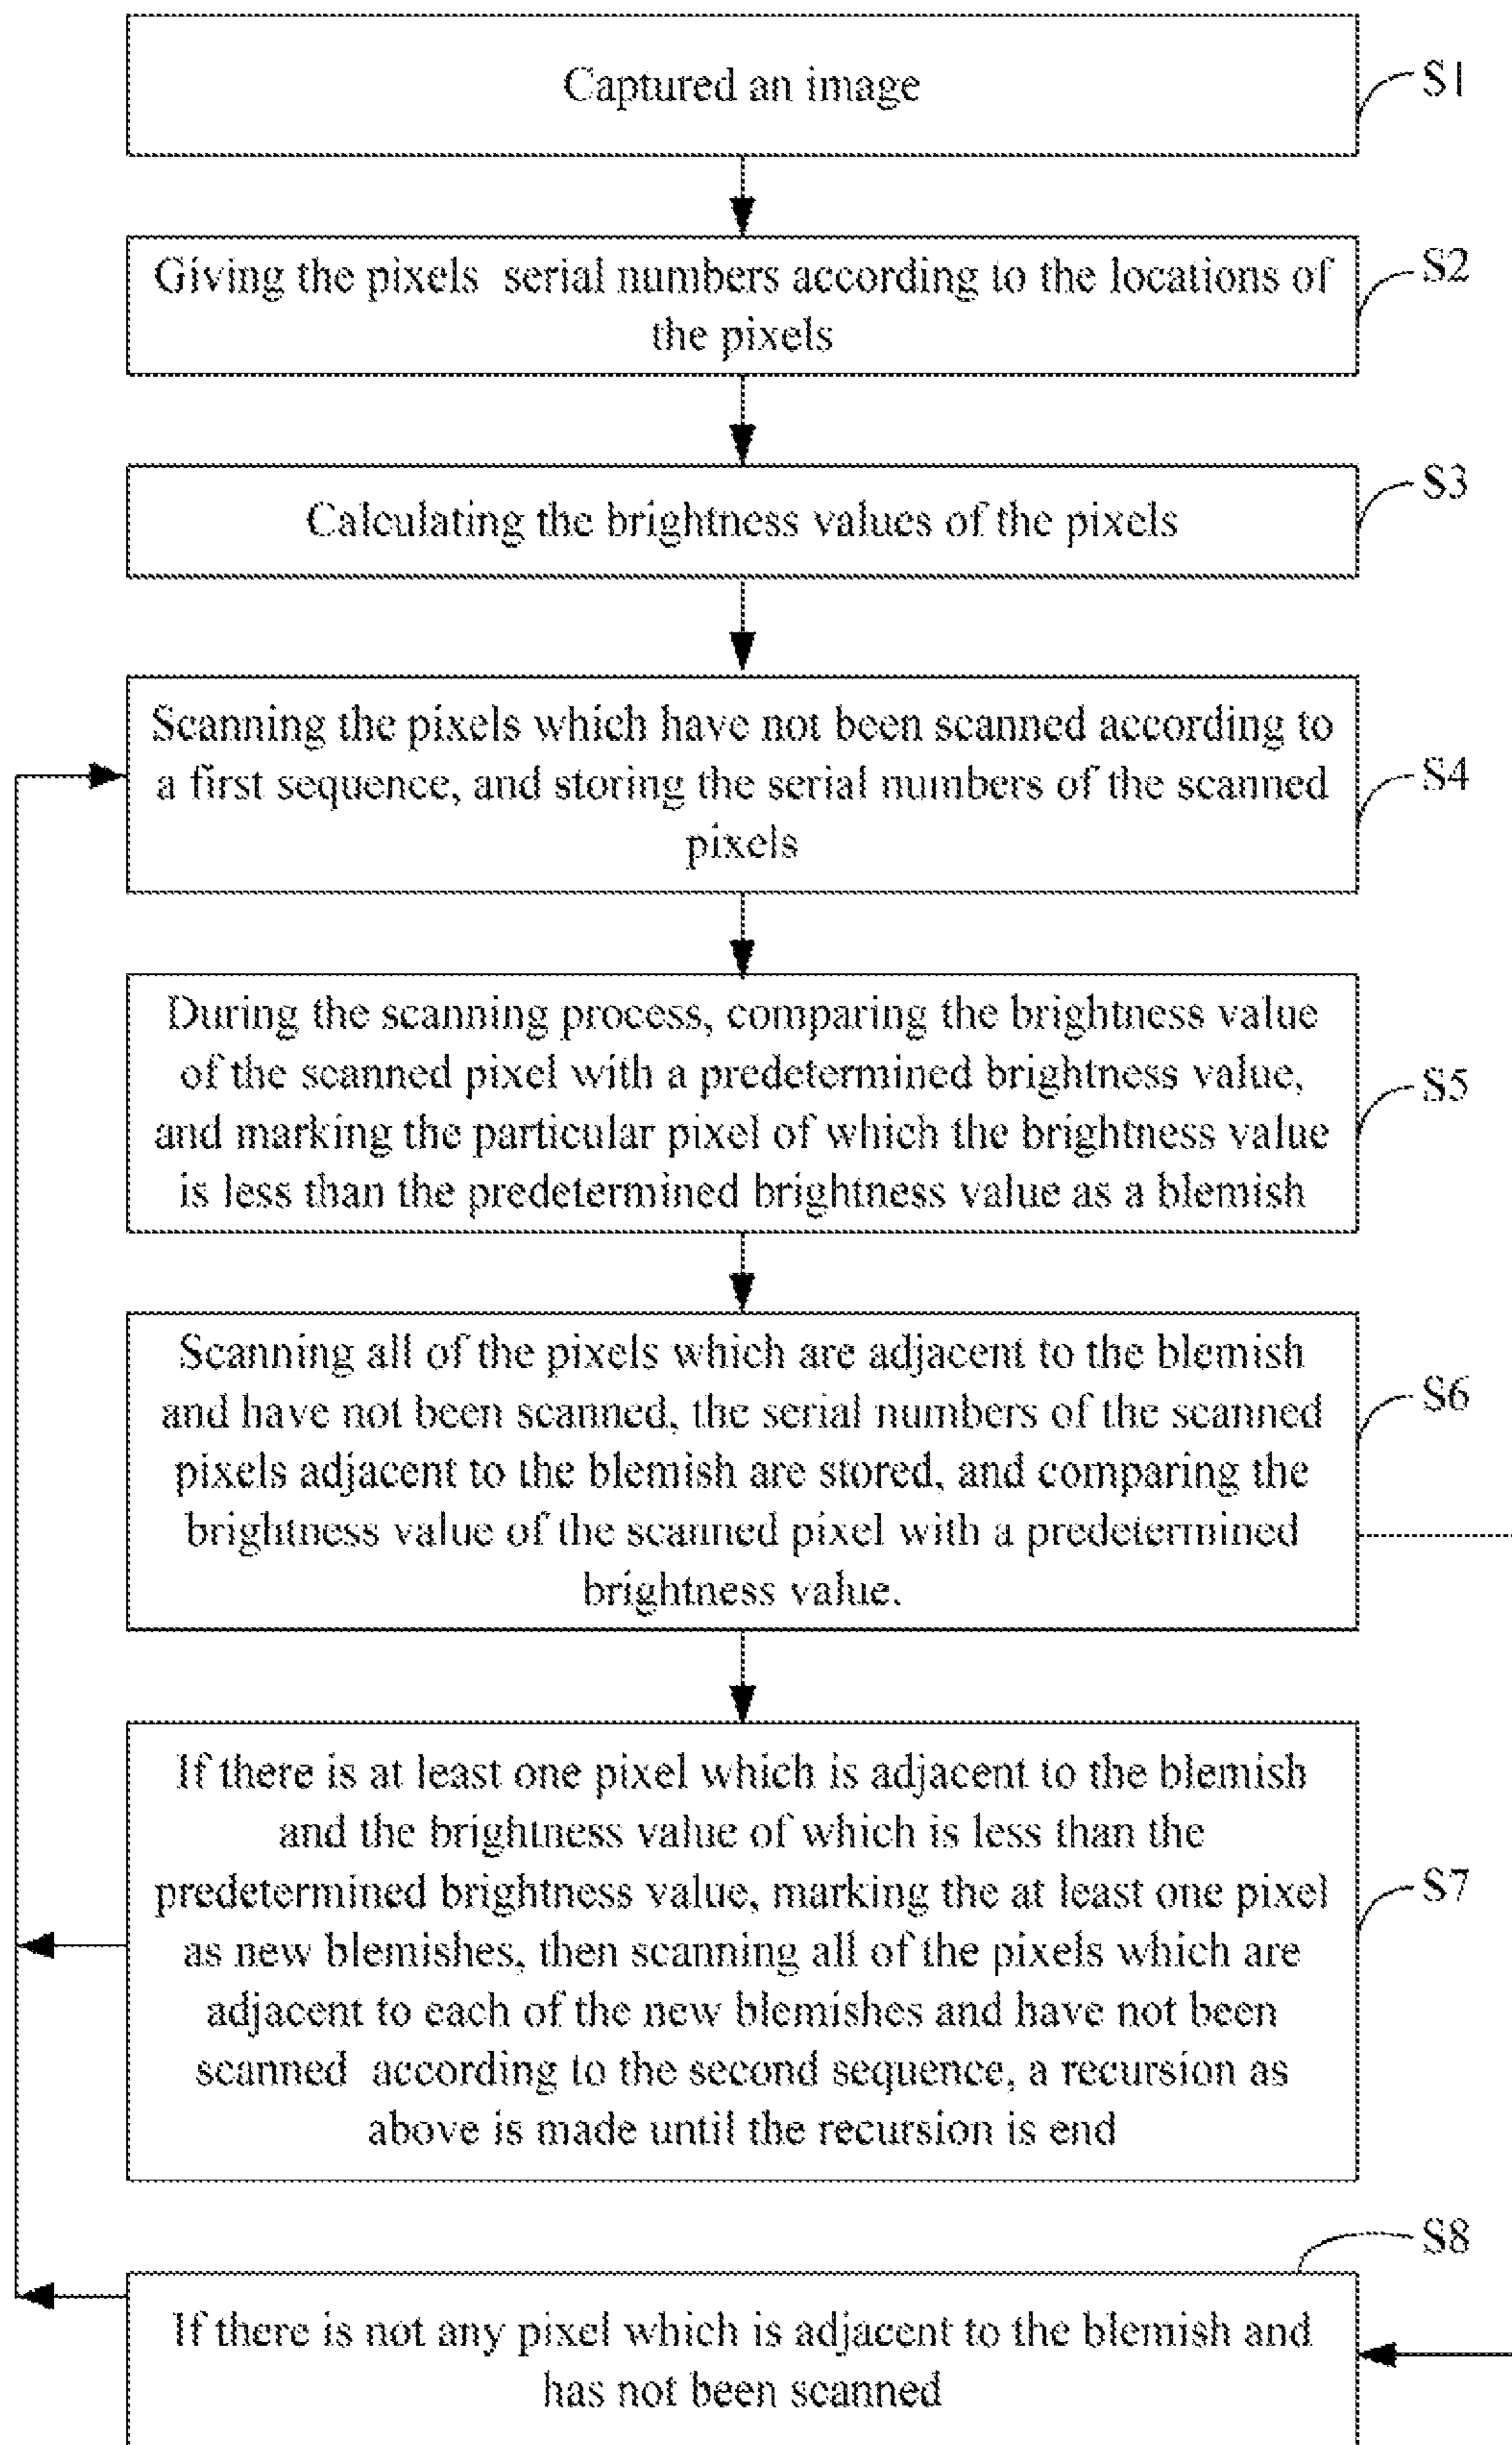 Captured an image
S1
Giving the pixels serial numbers according to the locations of
the pixels
S2
Calculating the brightness values of the pixels
S3
Scanning the pixels which have not been scanned according to
a first sequence, and storing the serial numbers of the scanned
pixels
S4
During the scanning process, comparing the brightness value
of the scanned pixel with a predetermined brightness value,
and marking the particular pixel of which the brightness value
is less than the predetermined brightness value as a blemish
S5
Scanning all of the pixels which are adjacent to the blemish
and have not been scanned, the serial numbers of the scanned
pixels adjacent to the blemish are stored, and comparing the
brightness value of the scanned pixel with a predetermined
brightness value.
S6
If there is at least one pixel which is adjacent to the blemish
and the brightness value of which is less than the
predetermined brightness value, marking the at least one pixel
as new blemishes, then scanning all of the pixels which are
adjacent to each of the new blemishes and have not been
scanned according to the second sequence, a recursion as
above is made until the recursion is end
S7
S8
If there is not any pixel which is adjacent to the blemish and
has not been scanned